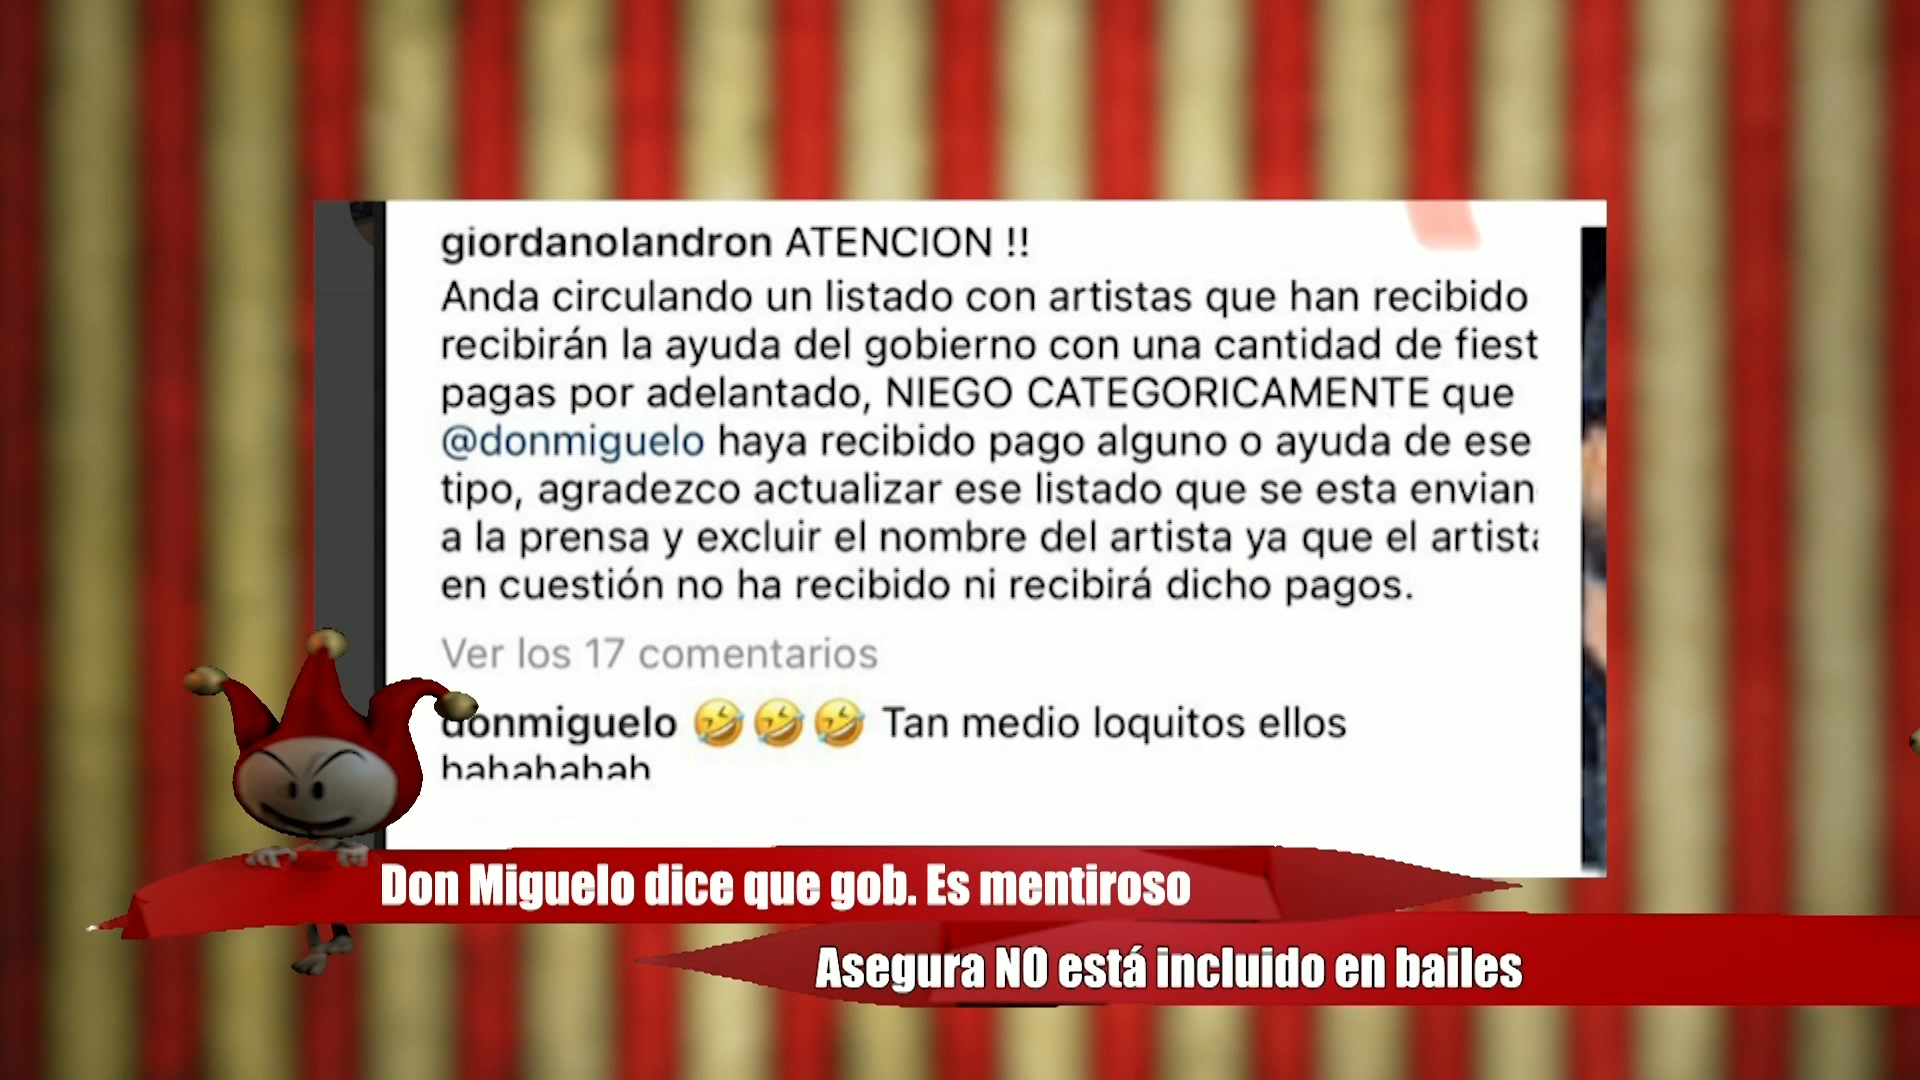 giordanolandron ATENCION !!
Anda circulando un listado con artistas que han recibido
recibirán la ayuda del gobierno con una cantidad de fiest
pagas por adelantado, NIEGO CATEGORICAMENTE que
@donmiguelo haya recibido pago alguno o ayuda de ese
tipo, agradezco actualizar ese listado que se esta envian
a la prensa y excluir el nombre del artista ya que el artista
en cuestión no ha recibido ni recibirá dicho pagos.
Ver los 17 comentarios
donmiguelo 🤣🤣🤣 Tan medio loquitos ellos
hahahahah
Don Miguelo dice que gob. Es mentiroso
Asegura NO está incluido en bailes